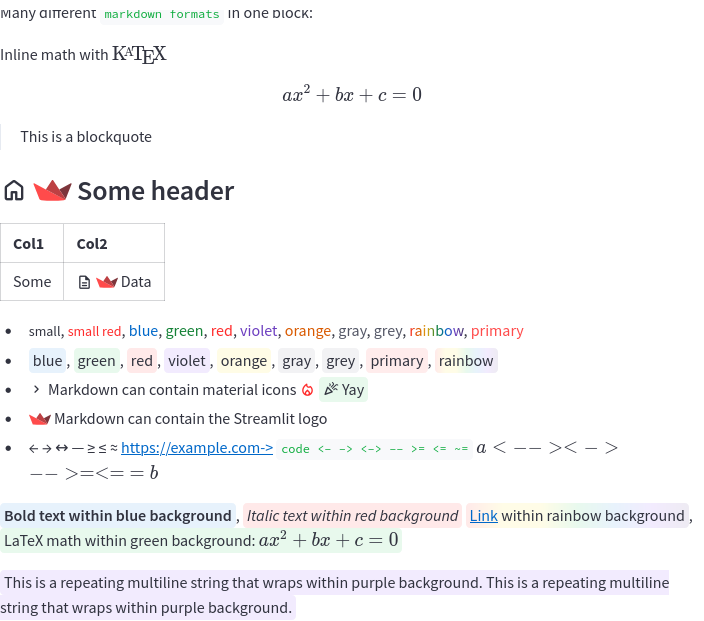 Many different markdown formats in one block:
Inline math with KATEX
ax² + bx + c = 0
This is a blockquote
Some header
Col1 Col2
Some Data
small, small red, blue, green, red, violet, orange, gray, grey, rainbow, primary
blue, green, red, violet, orange, gray, grey, primary, rainbow
Markdown can contain material icons Yay
Markdown can contain the Streamlit logo
← → ↔ — ≥ ≤ ≈ https://example.com-> code <- -> <-> -- >= <= ~= a < −− >< − >
−− >=<= = b
Bold text within blue background, Italic text within red background Link within rainbow background,
LaTeX math within green background: ax² + bx + c = 0
This is a repeating multiline string that wraps within purple background. This is a repeating multiline
string that wraps within purple background.